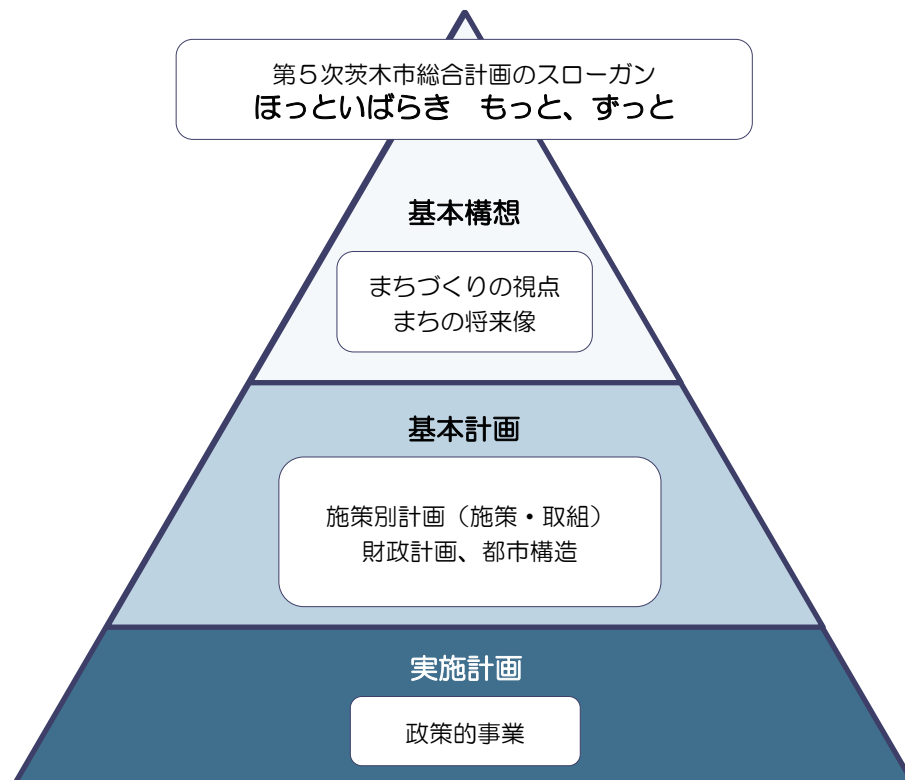 第５次茨木市総合計画のスローガン
ほっといばらき　もっと、ずっと
基本構想
まちづくりの視点
まちの将来像
基本計画
施策別計画（施策・取組）
財政計画、都市構造
実施計画
政策的事業